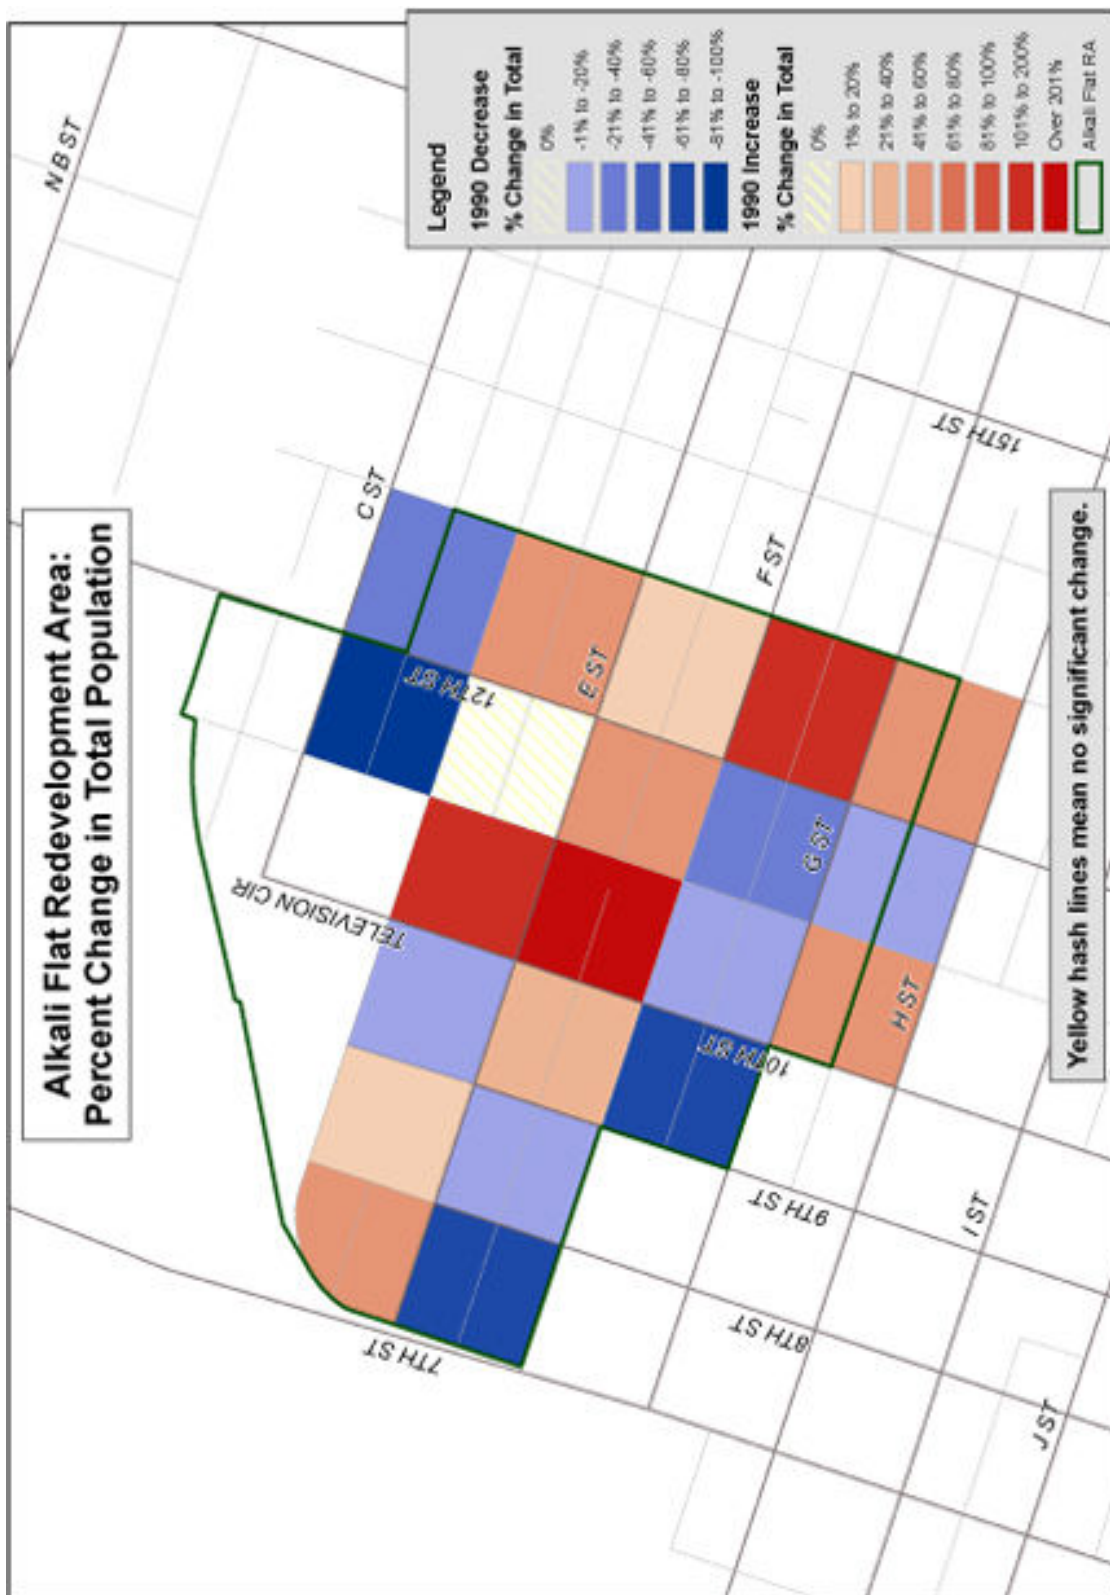 Alkali Flat Redevelopment Area:
Percent Change in Total Population
N B ST
C ST
12TH ST
E ST
F ST
15TH ST
TELEVISION CIR
G ST
10TH ST
H ST
9TH ST
I ST
8TH ST
7TH ST
J ST
Legend
1990 Decrease
% Change in Total
0%
-1% to -20%
-21% to -40%
-41% to -60%
-61% to -80%
-81% to -100%
1990 Increase
% Change in Total
0%
1% to 20%
21% to 40%
41% to 60%
61% to 80%
81% to 100%
101% to 200%
Over 201%
Alkali Flat RA
Yellow hash lines mean no significant change.